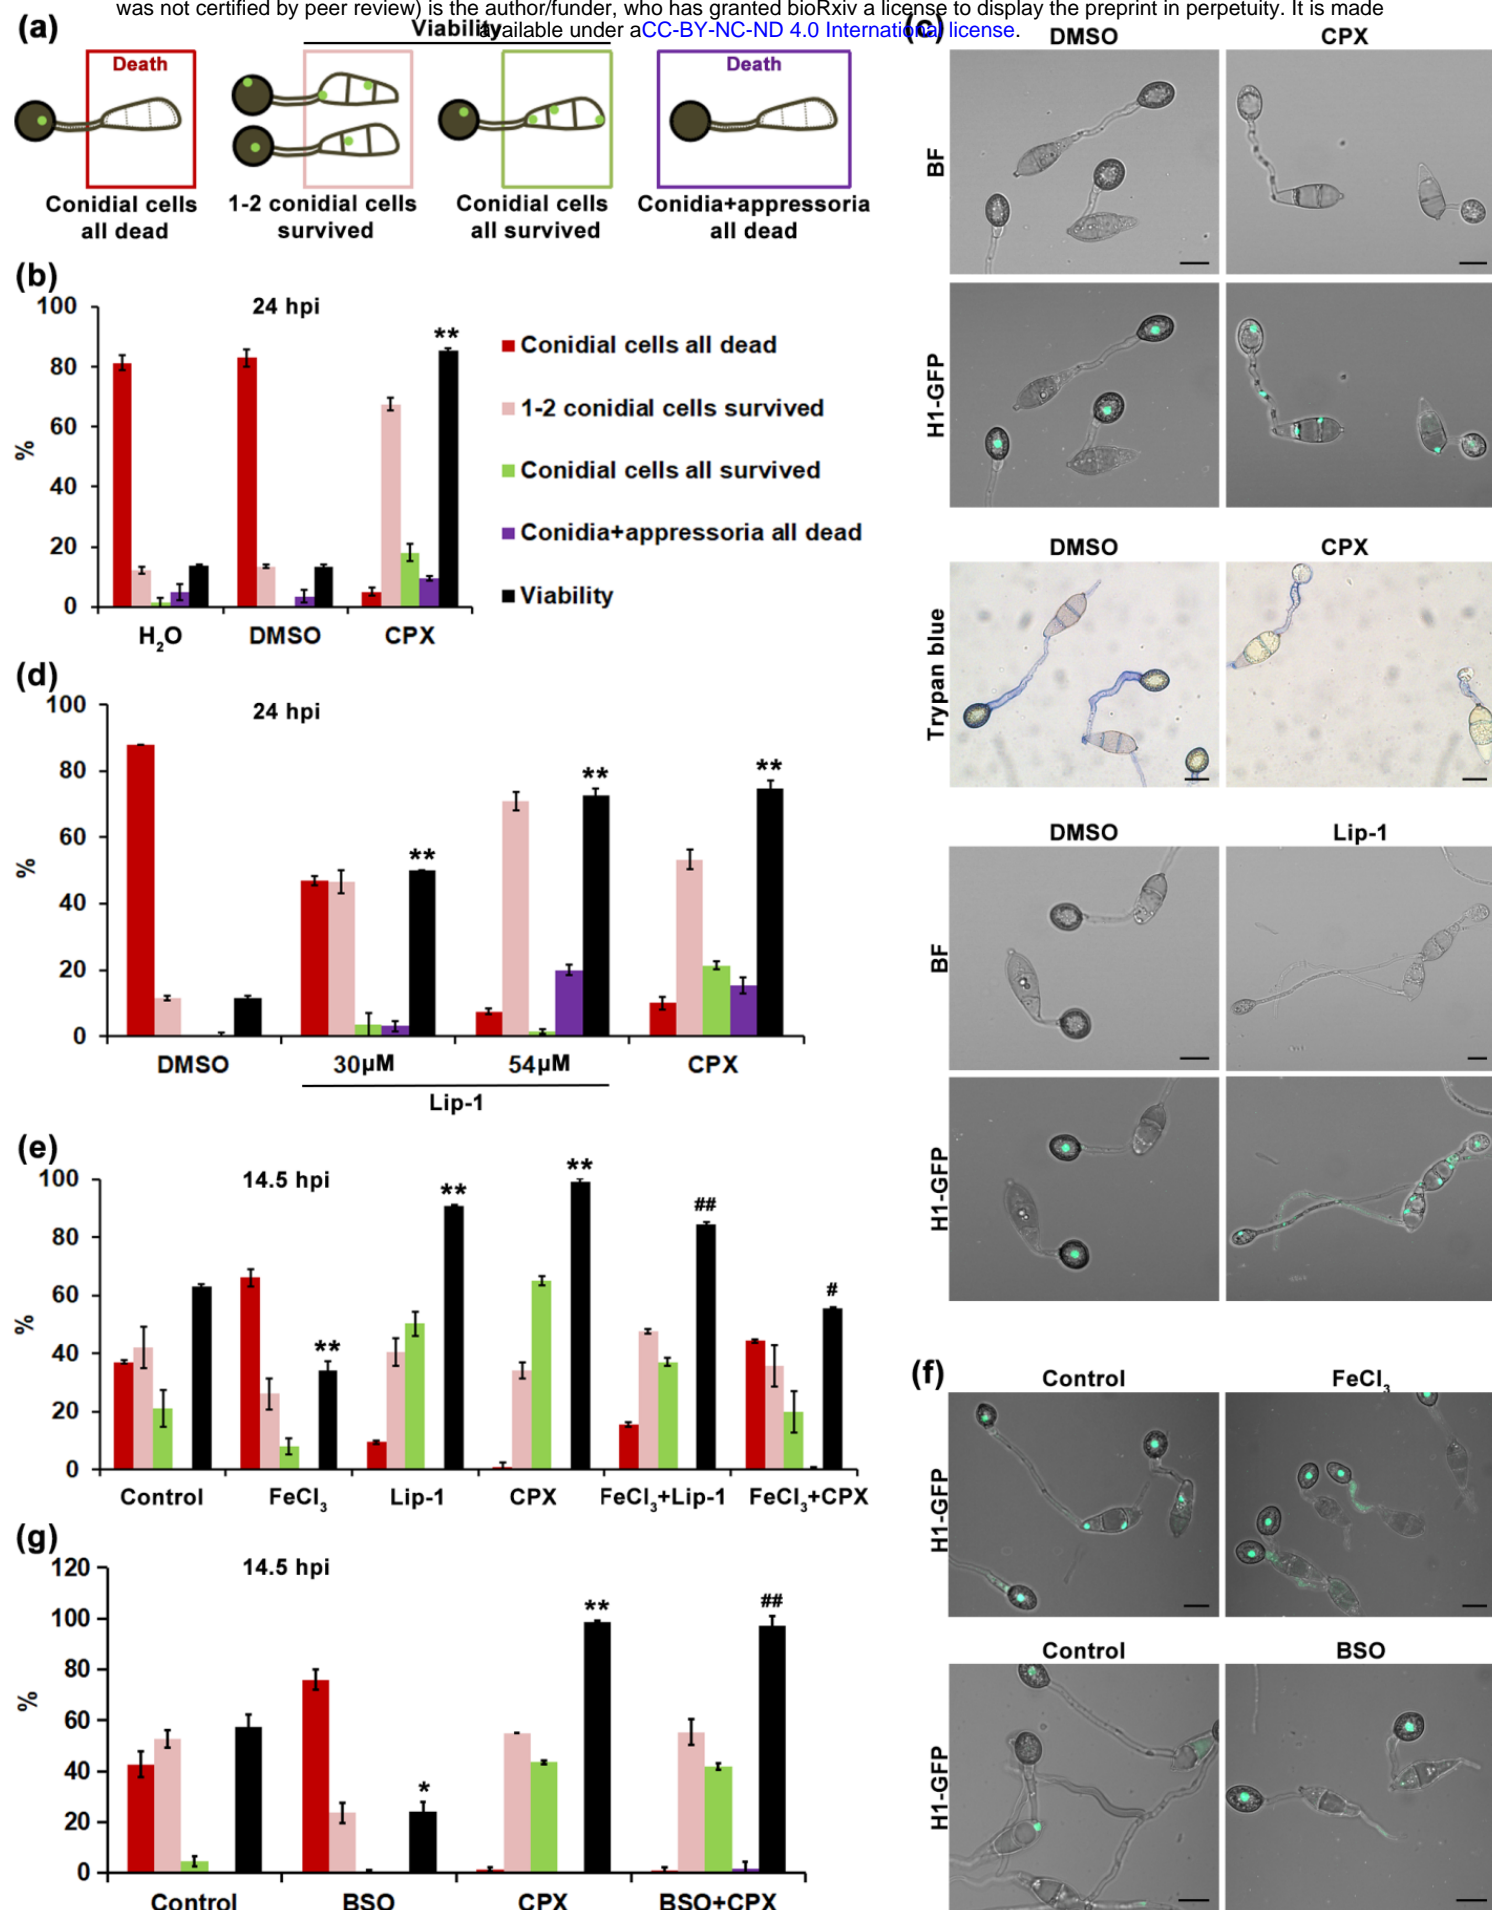 was not certified by peer review) is the author/funder, who has granted bioRxiv a license to display the preprint in perpetuity. It is made
available under aCC-BY-NC-ND 4.0 International license.
(a)
Viability
Death
Death
Conidial cells
all dead
1-2 conidial cells
survived
Conidial cells
all survived
Conidia+appressoria
all dead
(b)
24 hpi
100
80
60
40
20
0
%
**
H2O
DMSO
CPX
Conidial cells all dead
1-2 conidial cells survived
Conidial cells all survived
Conidia+appressoria all dead
Viability
(c)
DMSO
CPX
BF
H1-GFP
DMSO
CPX
Trypan blue
DMSO
Lip-1
BF
H1-GFP
(d)
24 hpi
100
80
60
40
20
0
%
**
**
**
DMSO
30µM
54µM
CPX
Lip-1
(e)
14.5 hpi
100
80
60
40
20
0
%
**
**
**
##
#
Control
FeCl3
Lip-1
CPX
FeCl3+Lip-1
FeCl3+CPX
(f)
Control
FeCl3
H1-GFP
Control
BSO
H1-GFP
(g)
14.5 hpi
120
100
80
60
40
20
0
%
*
**
##
Control
BSO
CPX
BSO+CPX